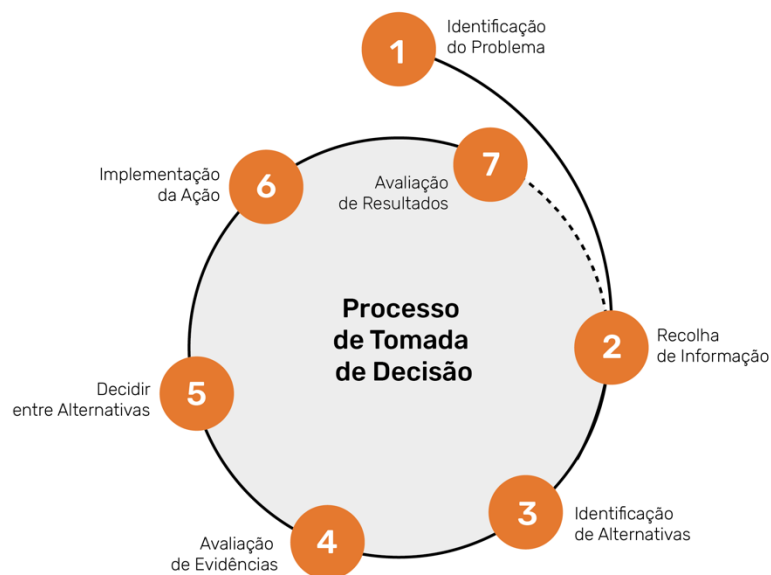 1
Identificação
do Problema
2
Recolha
de Informação
3
Identificação
de Alternativas
4
Avaliação
de Evidências
5
Decidir
entre Alternativas
6
Implementação
da Ação
7
Avaliação
de Resultados
Processo
de Tomada
de Decisão